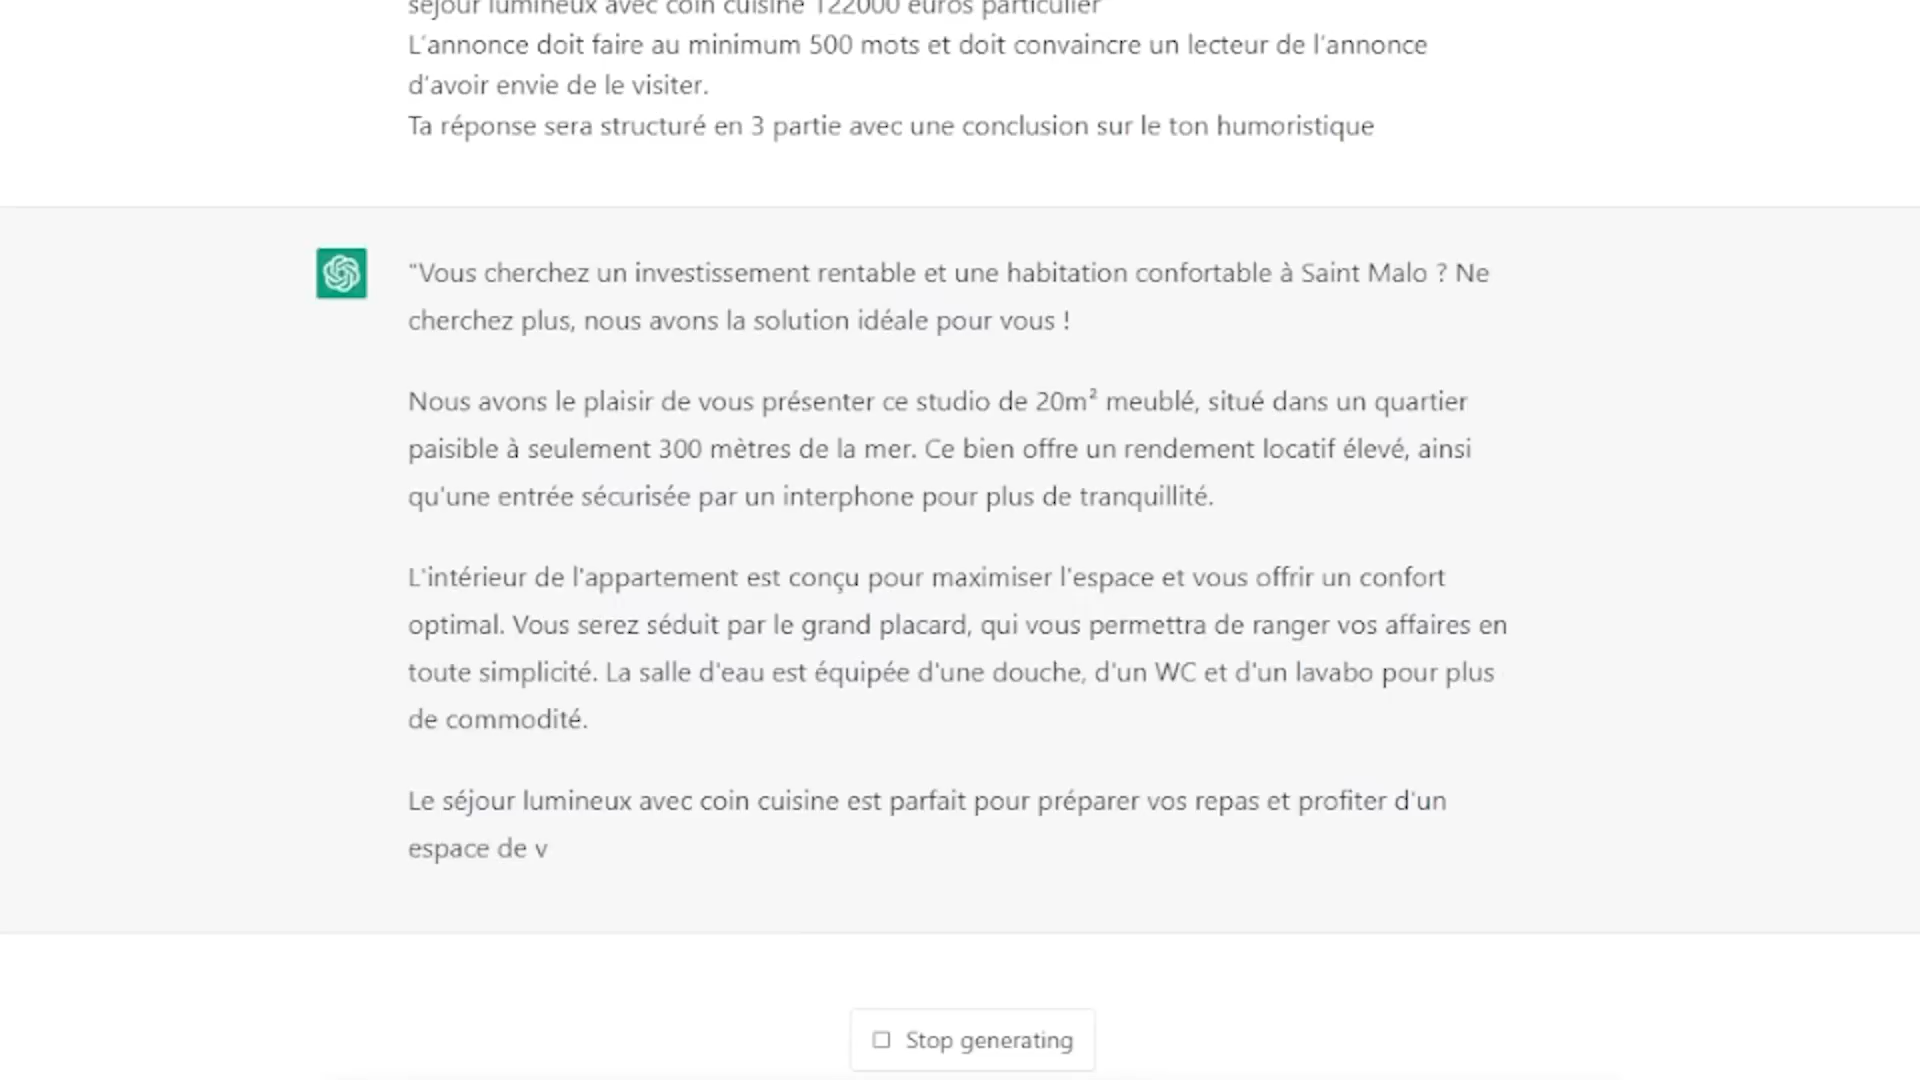 séjour lumineux avec coin cuisine 122000 euros particulier
L'annonce doit faire au minimum 500 mots et doit convaincre un lecteur de l'annonce
d'avoir envie de le visiter.
Ta réponse sera structuré en 3 partie avec une conclusion sur le ton humoristique
"Vous cherchez un investissement rentable et une habitation confortable à Saint Malo ? Ne
cherchez plus, nous avons la solution idéale pour vous !
Nous avons le plaisir de vous présenter ce studio de 20m² meublé, situé dans un quartier
paisible à seulement 300 mètres de la mer. Ce bien offre un rendement locatif élevé, ainsi
qu'une entrée sécurisée par un interphone pour plus de tranquillité.
L'intérieur de l'appartement est conçu pour maximiser l'espace et vous offrir un confort
optimal. Vous serez séduit par le grand placard, qui vous permettra de ranger vos affaires en
toute simplicité. La salle d'eau est équipée d'une douche, d'un WC et d'un lavabo pour plus
de commodité.
Le séjour lumineux avec coin cuisine est parfait pour préparer vos repas et profiter d'un
espace de v
Stop generating